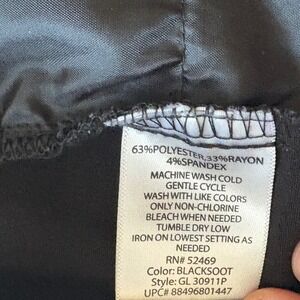 63%POLYESTER,33%RAYON
4%SPANDEX
MACHINE WASH COLD
GENTLE CYCLE
WASH WITH LIKE COLORS
ONLY NON-CHLORINE
BLEACH WHEN NEEDED
TUMBLE DRY LOW
IRON ON LOWEST SETTING AS
NEEDED
RN# 52469
Color: BLACKSOOT
Style: GL 30911P
UPC# 88496801447